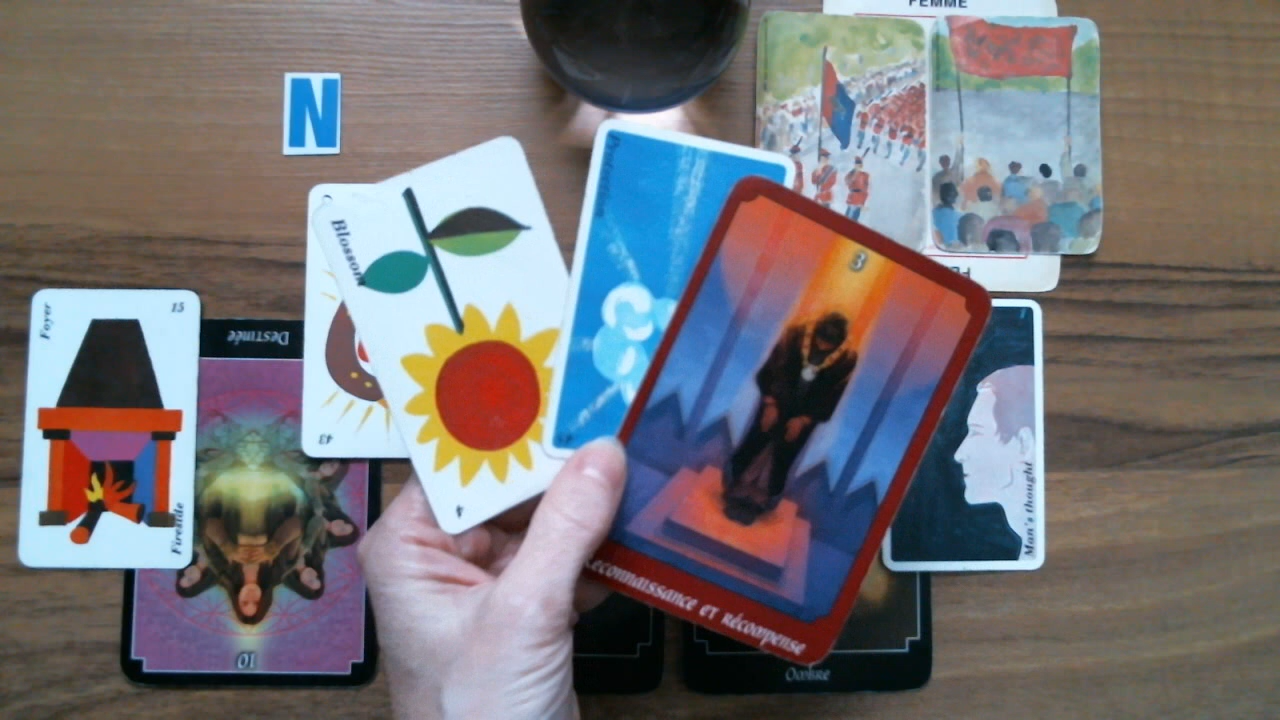 FEMME
N
Blossom
4
43
Foyer
15
Fireside
Destinée
10
3
Reconnaissance et récompense
Man's thought
Ombre